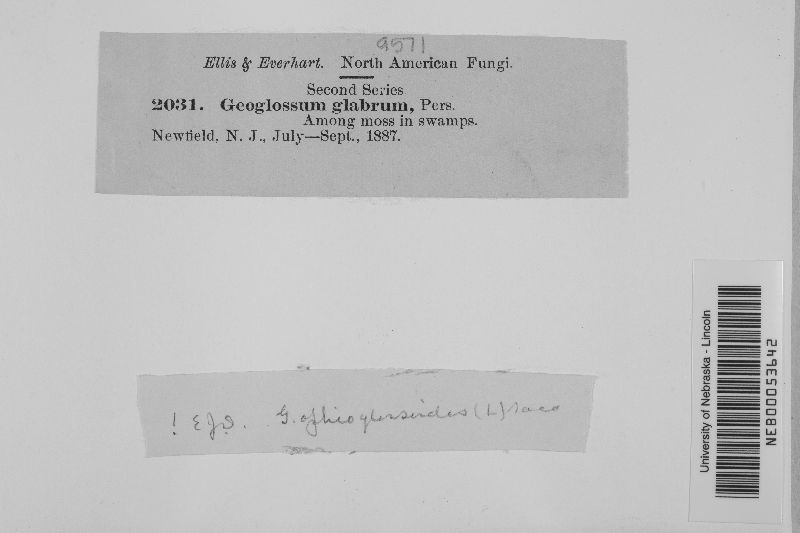 9571
Ellis & Everhart. North American Fungi.
Second Series
2031. Geoglossum glabrum, Pers.
Among moss in swamps.
Newfield, N. J., July—Sept., 1887.
! EJD. G. ophioglossoides (L) Sacc
University of Nebraska - Lincoln
NEB00053642